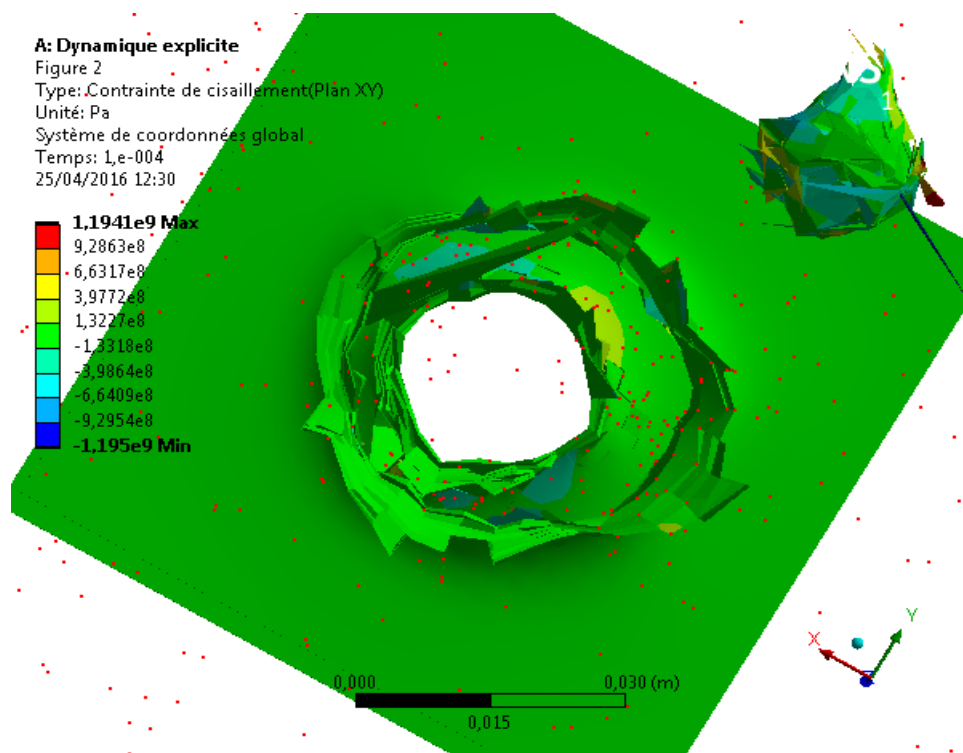 A: Dynamique explicite
Figure 2
Type: Contrainte de cisaillement(Plan XY)
Unité: Pa
Système de coordonnées global
Temps: 1,e-004
25/04/2016 12:30
1,1941e9 Max
9,2863e8
6,6317e8
3,9772e8
1,3227e8
-1,3318e8
-3,9864e8
-6,6409e8
-9,2954e8
-1,195e9 Min
0,000
0,030 (m)
0,015
X
Y